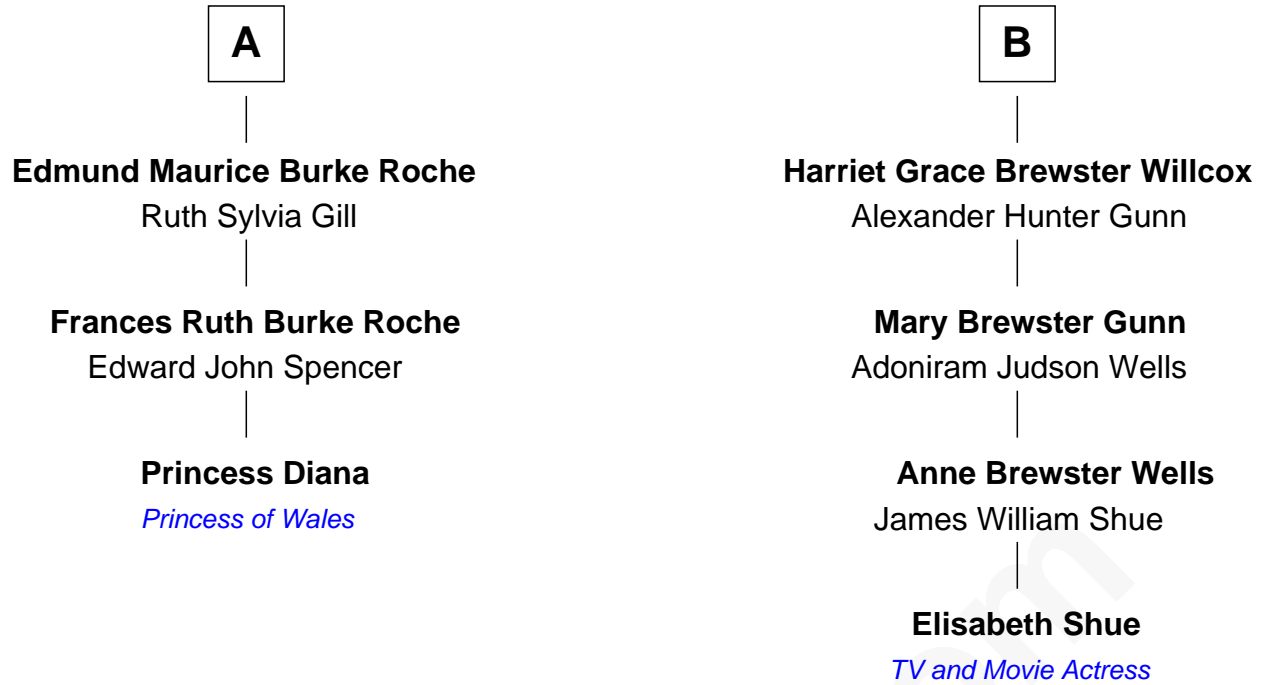 A
Edmund Maurice Burke Roche
Ruth Sylvia Gill
Frances Ruth Burke Roche
Edward John Spencer
Princess Diana
Princess of Wales
B
Harriet Grace Brewster Willcox
Alexander Hunter Gunn
Mary Brewster Gunn
Adoniram Judson Wells
Anne Brewster Wells
James William Shue
Elisabeth Shue
TV and Movie Actress